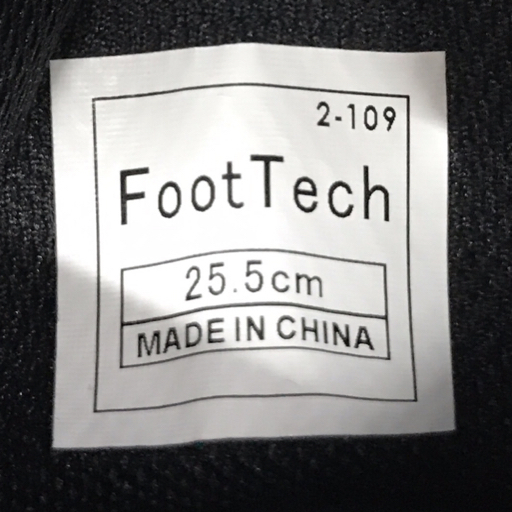 2-109
FootTech
25.5cm
MADE IN CHINA